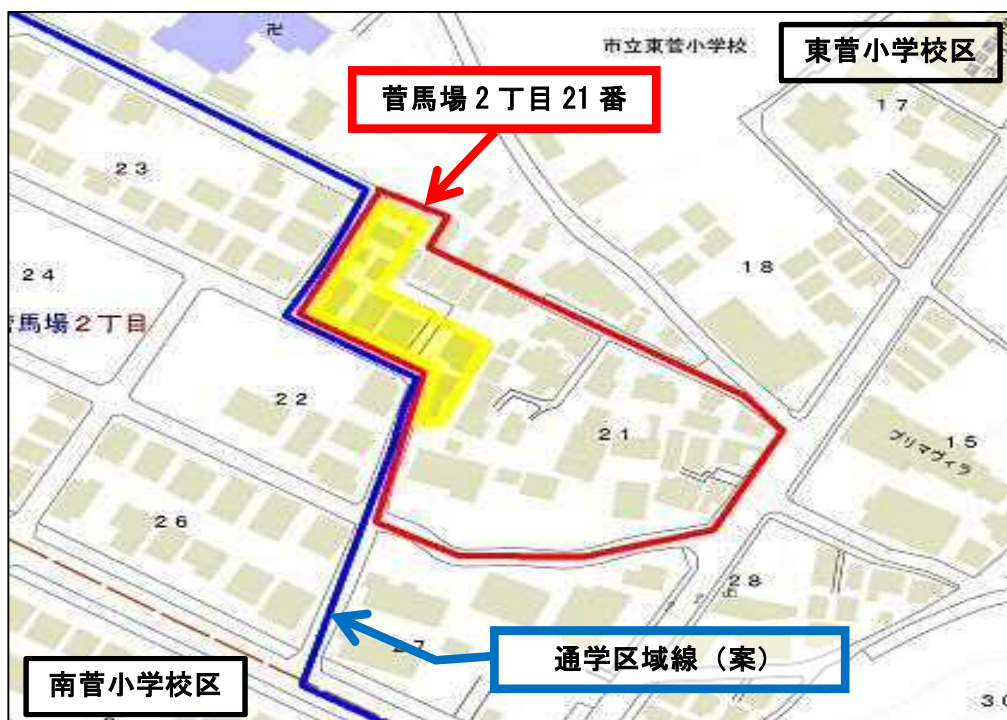 卍
市立東菅小学校
東菅小学校区
菅馬場2丁目21番
17
23
18
24
菅馬場2丁目
22
21
15
プリマヴィラ
26
28
27
通学区域線（案）
南菅小学校区
30